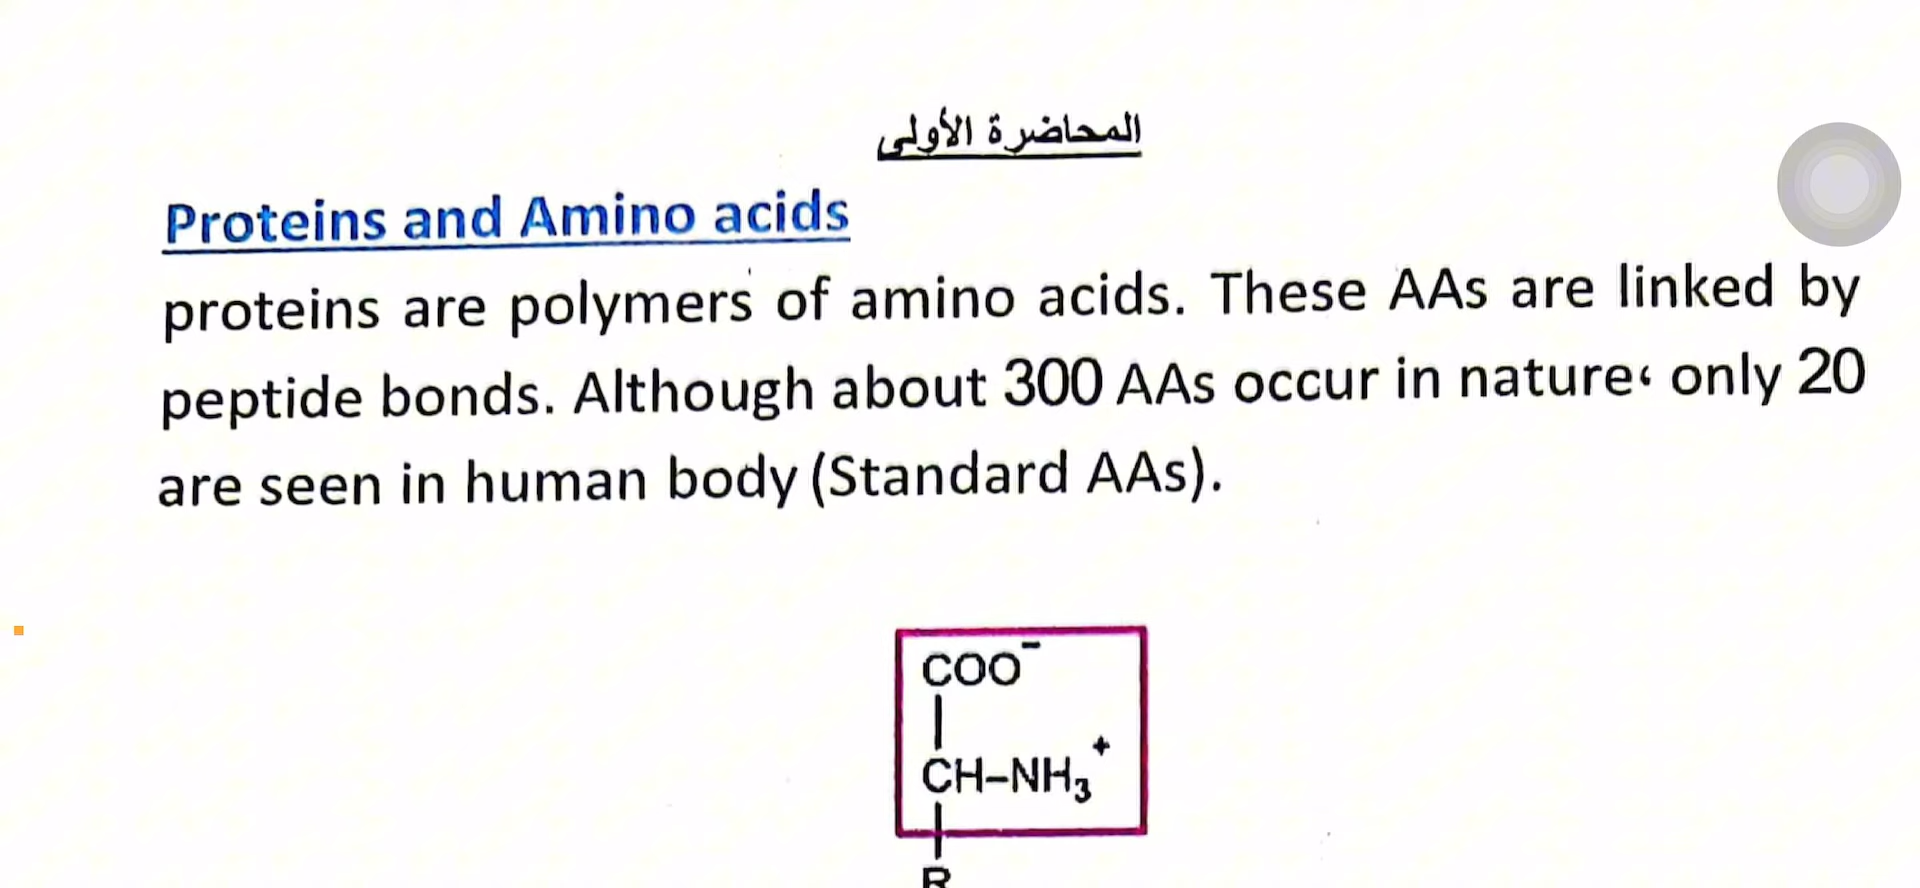 المحاضرة الأولى
Proteins and Amino acids
proteins are polymers of amino acids. These AAs are linked by
peptide bonds. Although about 300 AAs occur in nature، only 20
are seen in human body (Standard AAs).
COO⁻
CH–NH₃⁺
R